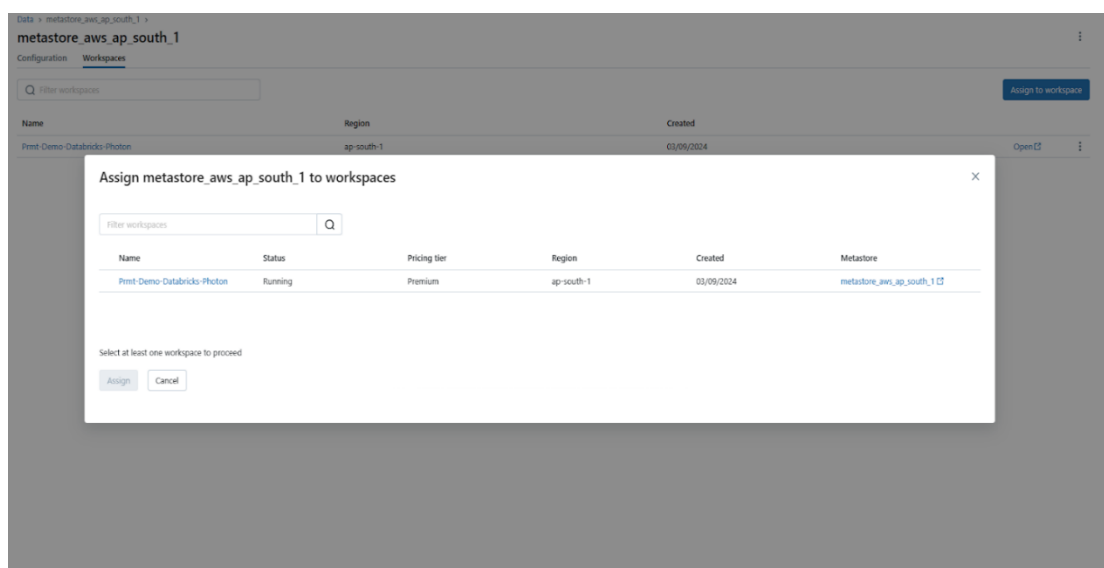 Data > metastore_aws_ap_south_1 >
metastore_aws_ap_south_1
Configuration Workspaces
Filter workspaces
Assign to workspace
Name Region Created
Prmt-Demo-Databricks-Photon ap-south-1 03/09/2024 Open
Assign metastore_aws_ap_south_1 to workspaces
Filter workspaces
Name Status Pricing tier Region Created Metastore
Prmt-Demo-Databricks-Photon Running Premium ap-south-1 03/09/2024 metastore_aws_ap_south_1
Select at least one workspace to proceed
Assign Cancel